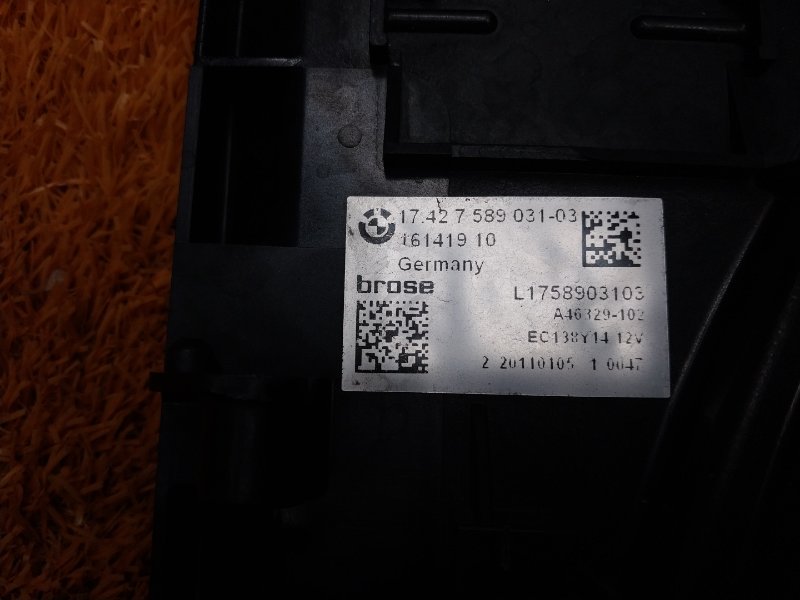 17.42 7 589 031-03
161419 10
Germany
brose
L1758903103
A46329-102
EC138Y14 12V
2 20110105 1 0047